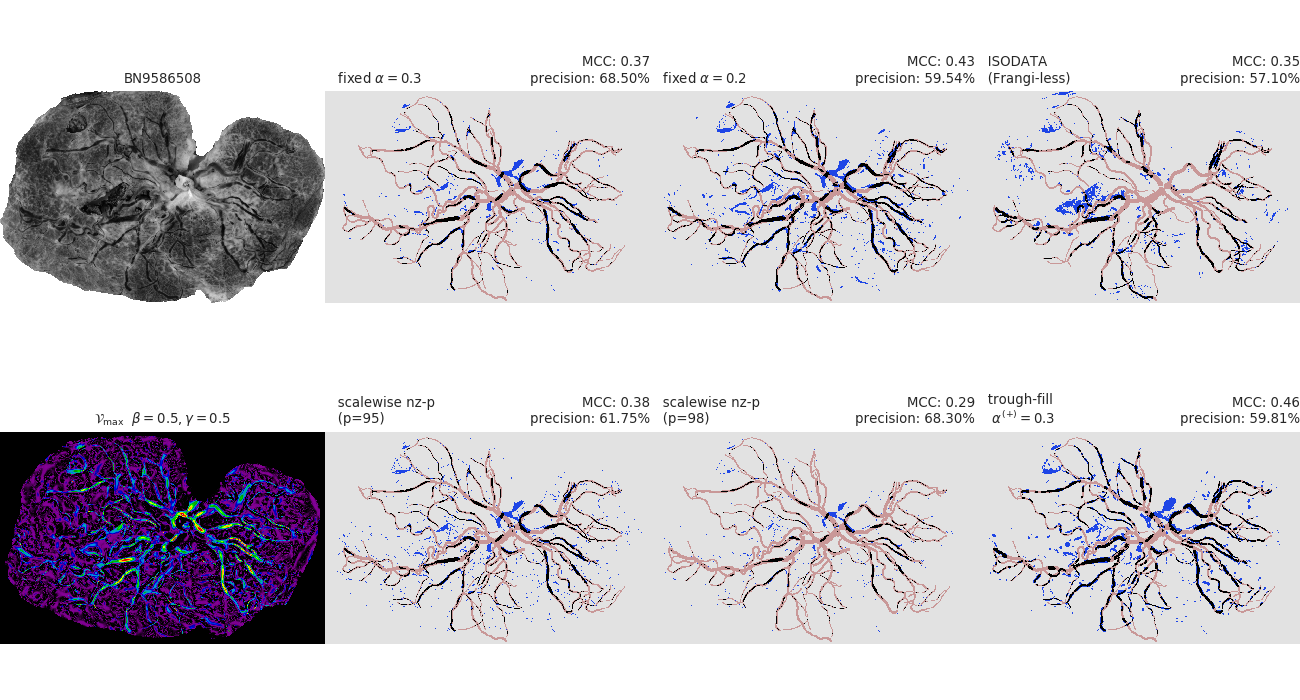 BN9586508
MCC: 0.37
fixed α = 0.3 precision: 68.50%
MCC: 0.43
fixed α = 0.2 precision: 59.54%
ISODATA MCC: 0.35
(Frangi-less) precision: 57.10%
𝒱max β = 0.5, γ = 0.5
scalewise nz-p MCC: 0.38
(p=95) precision: 61.75%
scalewise nz-p MCC: 0.29
(p=98) precision: 68.30%
trough-fill MCC: 0.46
α(+) = 0.3 precision: 59.81%